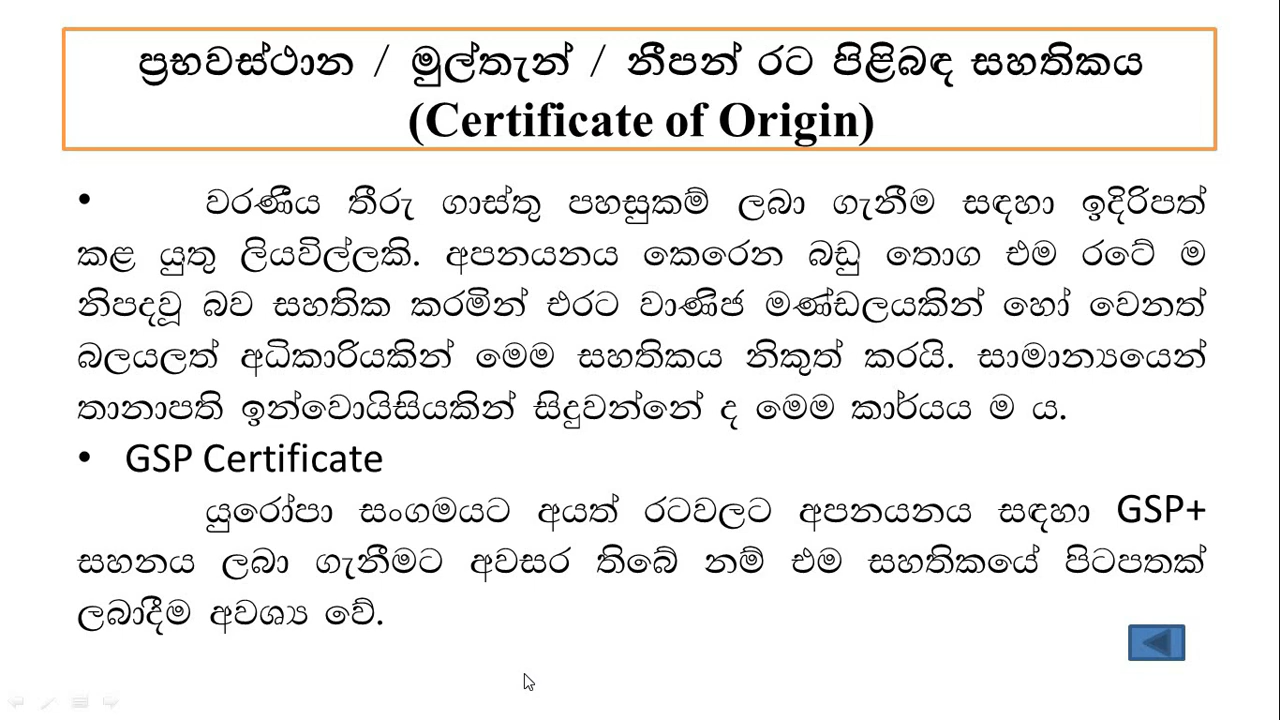 ප්‍රභවස්ථාන / මුල්තැන් / නිපන් රට පිළිබඳ සහතිකය
(Certificate of Origin)
• වරණීය තීරු ගාස්තු පහසුකම් ලබා ගැනීම සඳහා ඉදිරිපත්
කළ යුතු ලියවිල්ලකි. අපනයනය කෙරෙන බඩු තොග එම රටේ ම
නිපදවූ බව සහතික කරමින් එරට වාණිජ මණ්ඩලයකින් හෝ වෙනත්
බලයලත් අධිකාරියකින් මෙම සහතිකය නිකුත් කරයි. සාමාන්‍යයෙන්
තානාපති ඉන්වොයිසියකින් සිදුවන්නේ ද මෙම කාර්යය ම ය.
• GSP Certificate
යුරෝපා සංගමයට අයත් රටවලට අපනයනය සඳහා GSP+
සහනය ලබා ගැනීමට අවසර තිබේ නම් එම සහතිකයේ පිටපතක්
ලබාදීම අවශ්‍ය වේ.